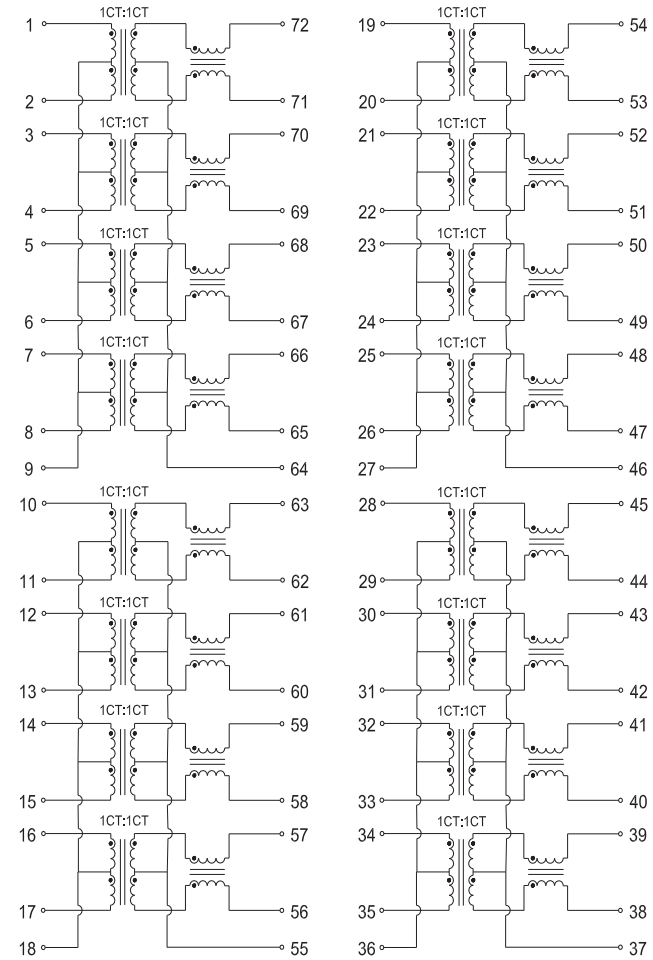 1CT:1CT 1CT:1CT
1 72 19 54
2 71 20 53
1CT:1CT 1CT:1CT
3 70 21 52
4 69 22 51
1CT:1CT 1CT:1CT
5 68 23 50
6 67 24 49
1CT:1CT 1CT:1CT
7 66 25 48
8 65 26 47
9 64 27 46
1CT:1CT 1CT:1CT
10 63 28 45
11 62 29 44
1CT:1CT 1CT:1CT
12 61 30 43
13 60 31 42
1CT:1CT 1CT:1CT
14 59 32 41
15 58 33 40
1CT:1CT 1CT:1CT
16 57 34 39
17 56 35 38
18 55 36 37